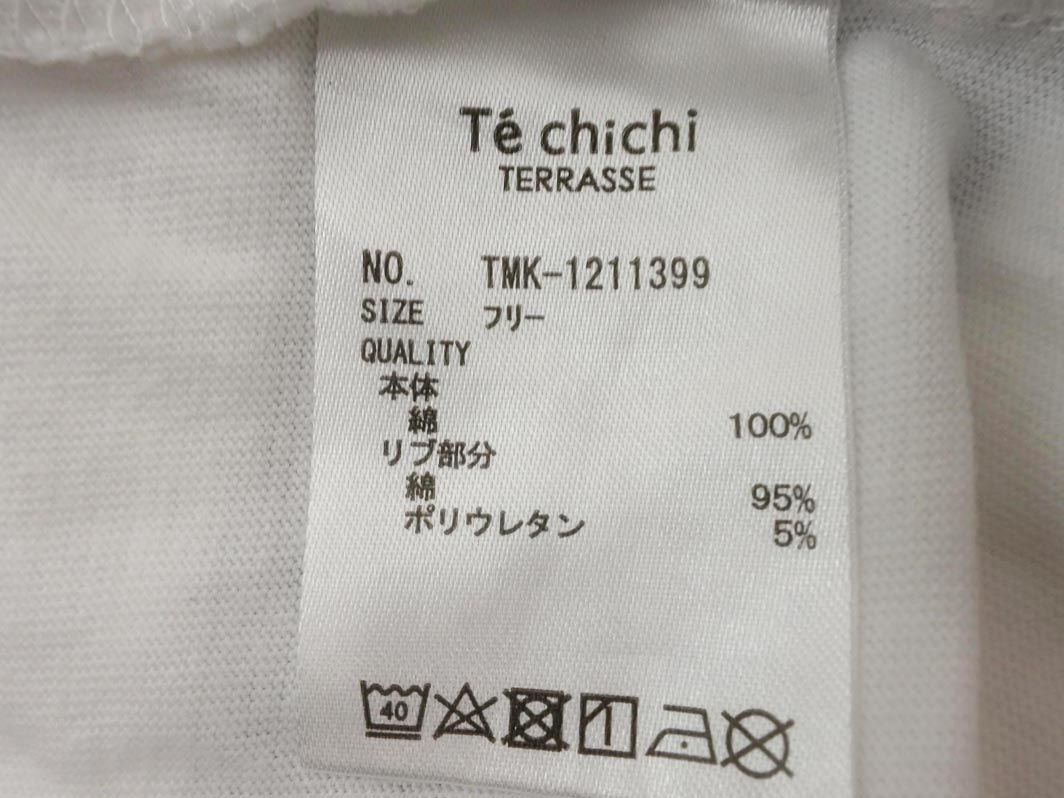 Té chichi
TERRASSE
NO. TMK-1211399
SIZE フリー
QUALITY
本体
綿 100%
リブ部分
綿 95%
ポリウレタン 5%
40